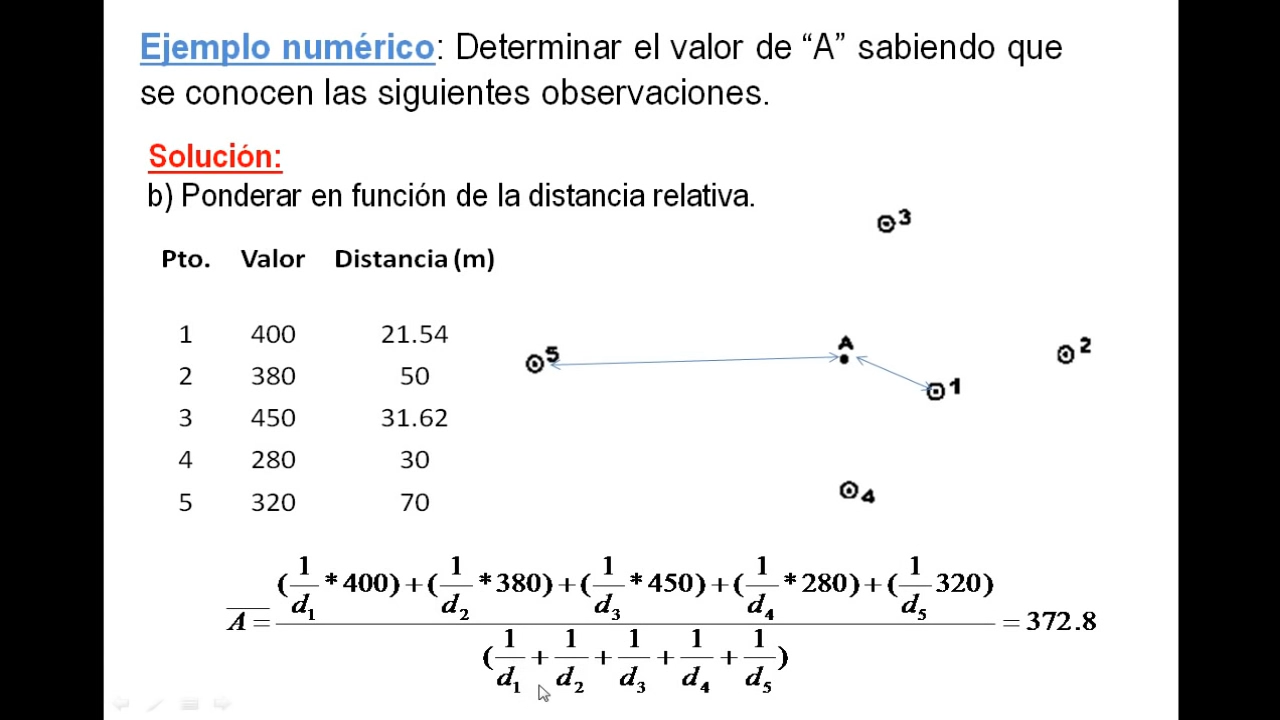 Ejemplo numérico: Determinar el valor de “A” sabiendo que
se conocen las siguientes observaciones.
Solución:
b) Ponderar en función de la distancia relativa.
Pto. Valor Distancia (m)
1 400 21.54
2 380 50
3 450 31.62
4 280 30
5 320 70
3
A
2
5
1
4
(1/d₁ * 400) + (1/d₂ * 380) + (1/d₃ * 450) + (1/d₄ * 280) + (1/d₅ 320)
A = = 372.8
(1/d₁ + 1/d₂ + 1/d₃ + 1/d₄ + 1/d₅)